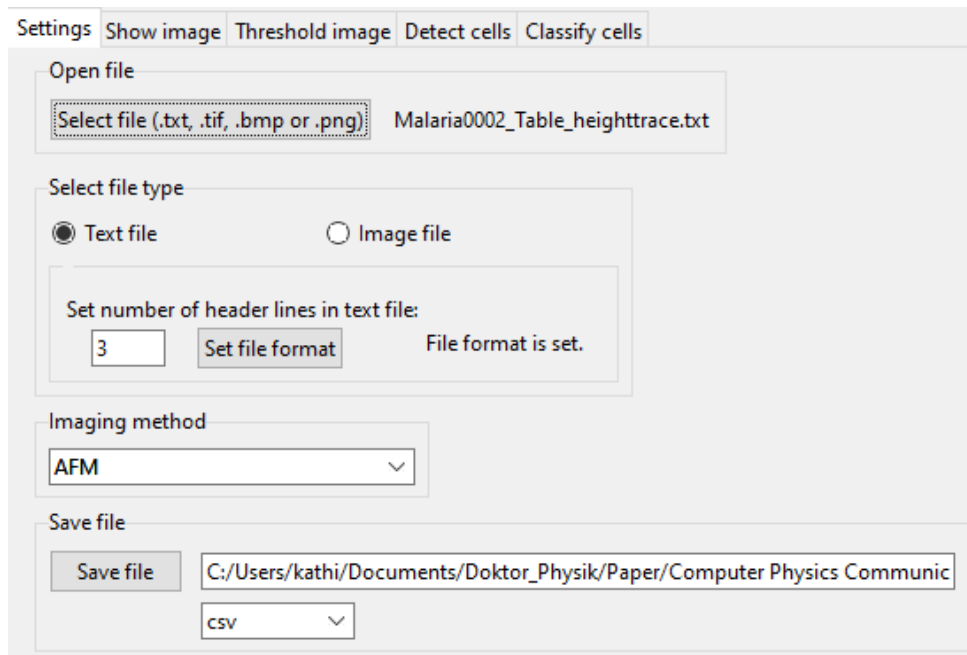 Settings Show image Threshold image Detect cells Classify cells
Open file
Select file (.txt, .tif, .bmp or .png) Malaria0002_Table_heighttrace.txt
Select file type
Text file Image file
Set number of header lines in text file:
3 Set file format File format is set.
Imaging method
AFM
Save file
Save file C:/Users/kathi/Documents/Doktor_Physik/Paper/Computer Physics Communic
csv